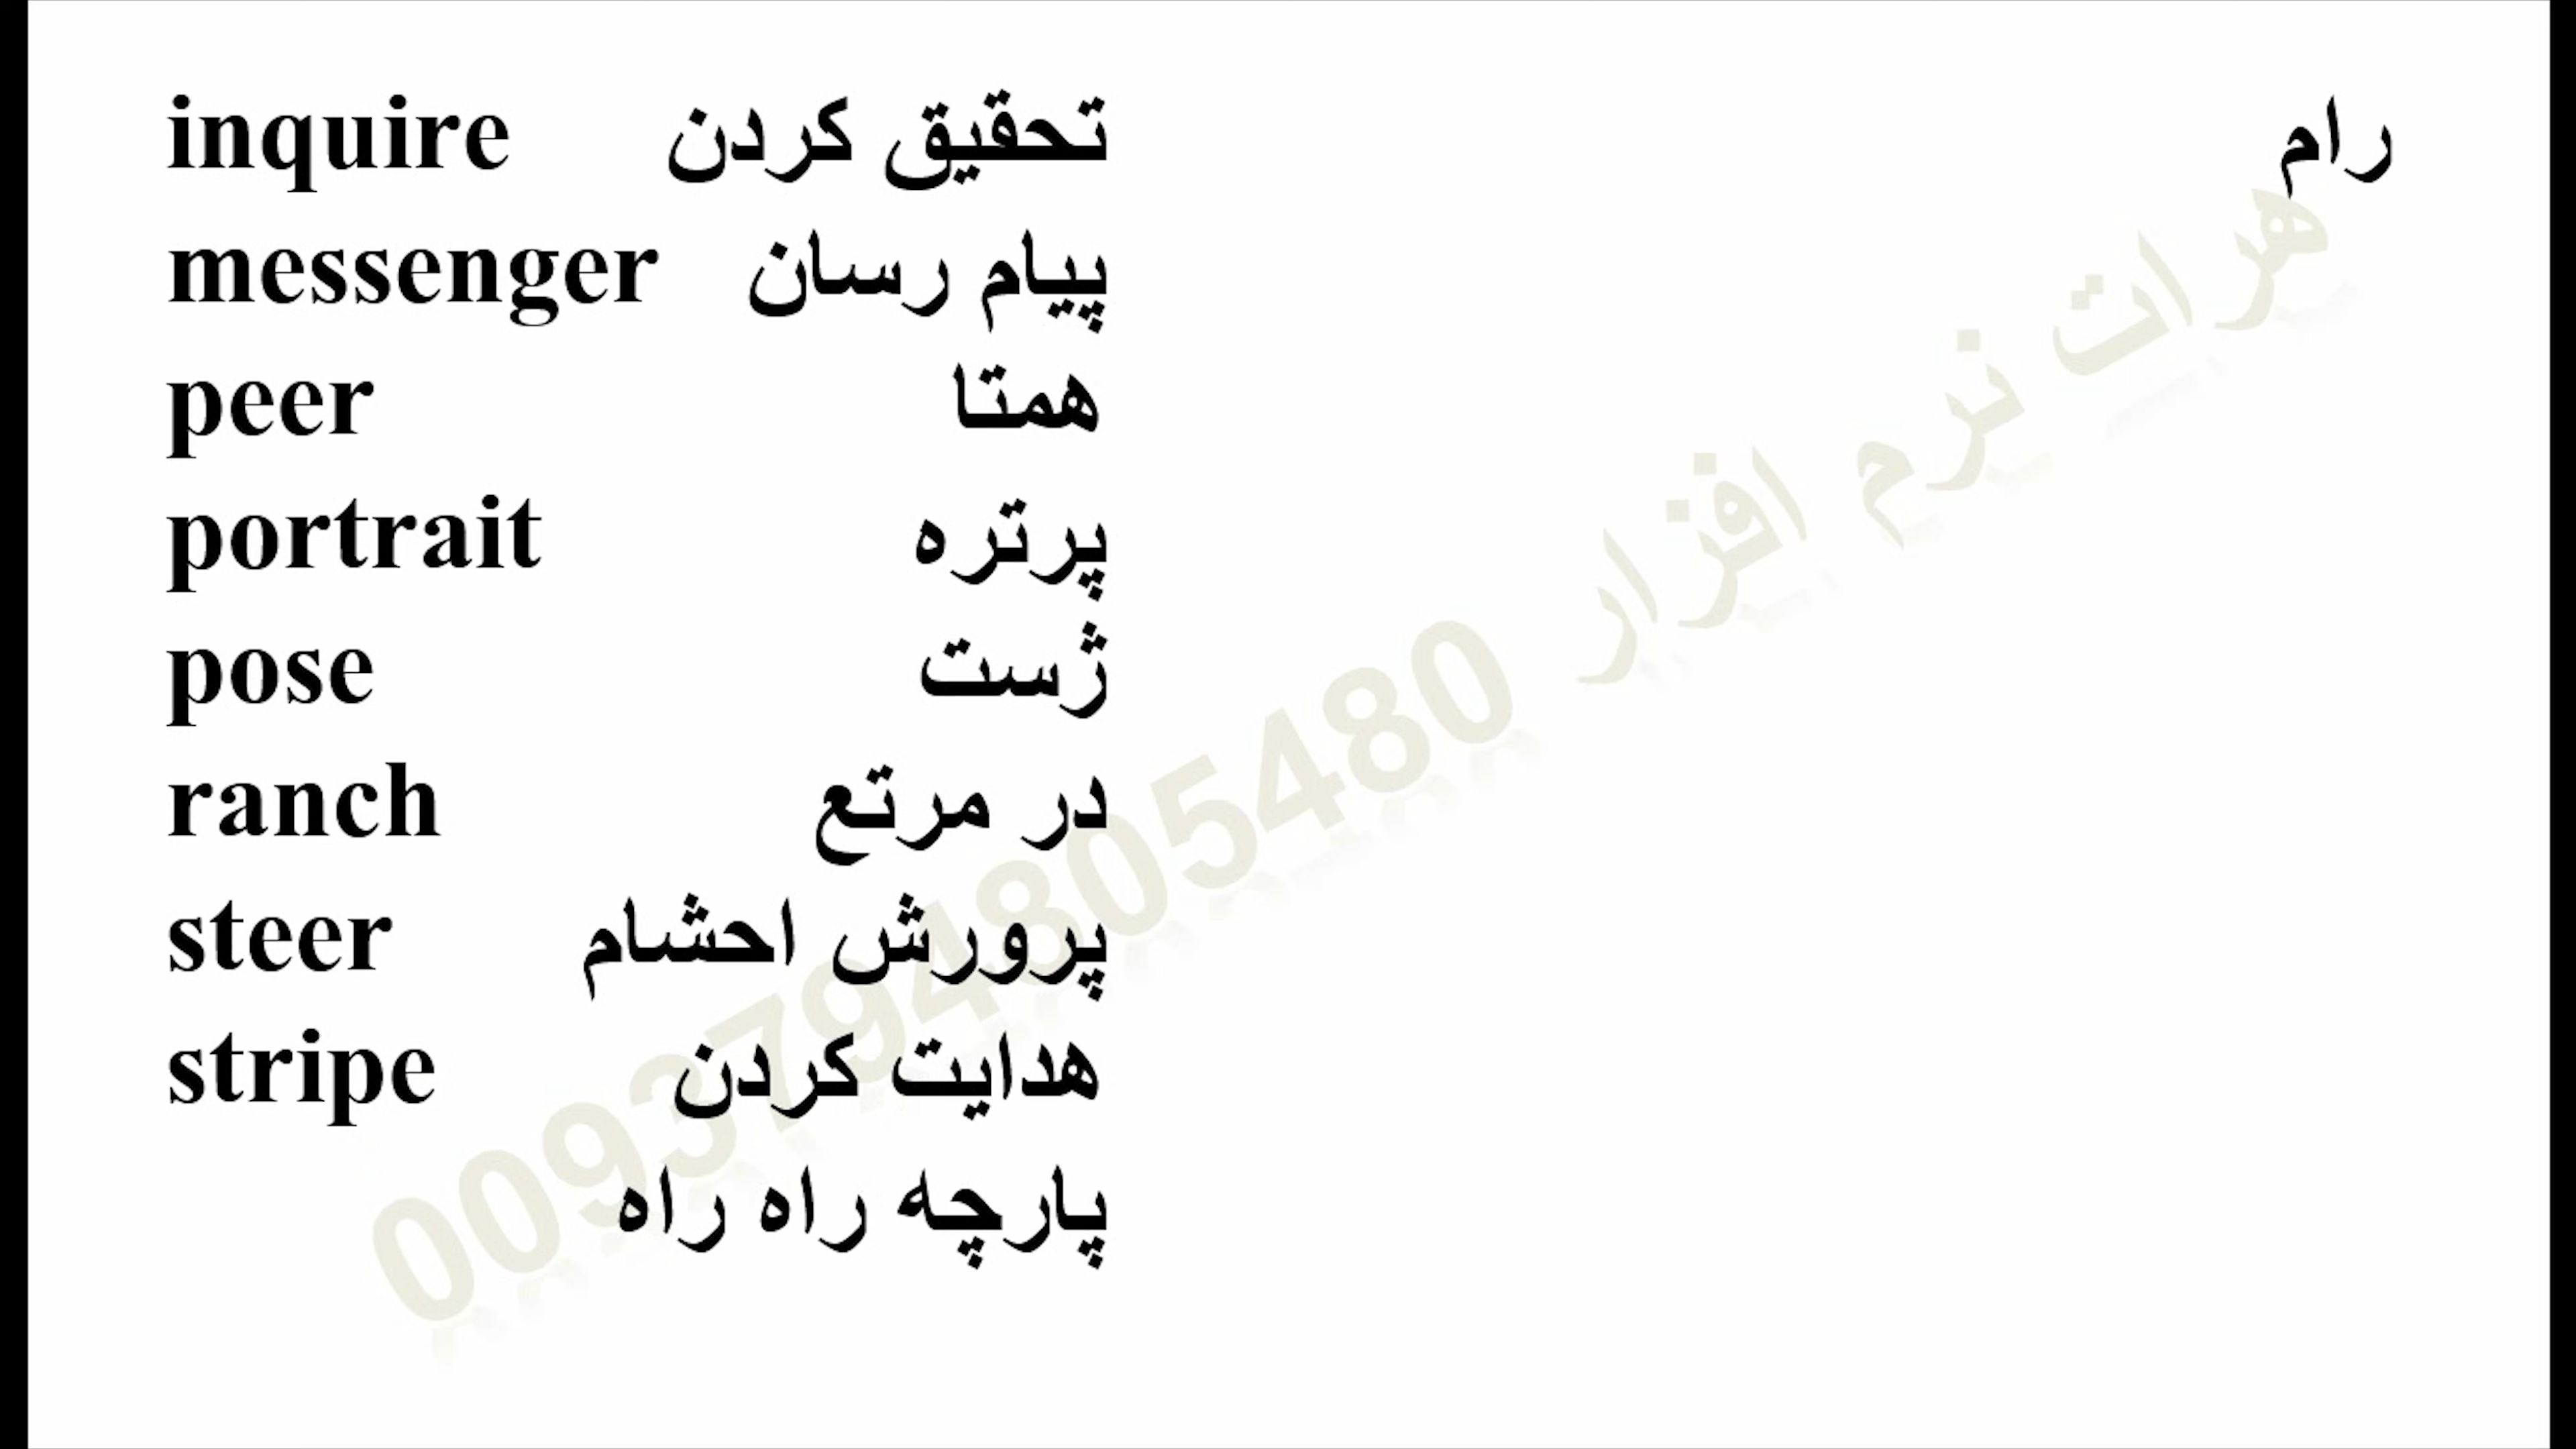 inquire تحقیق کردن رام
messenger پیام رسان
peer همتا
portrait پرتره
pose ژست
ranch در مرتع
steer پرورش احشام
stripe هدایت کردن
پارچه راه راه
هرات نرم افزار 0093794805480